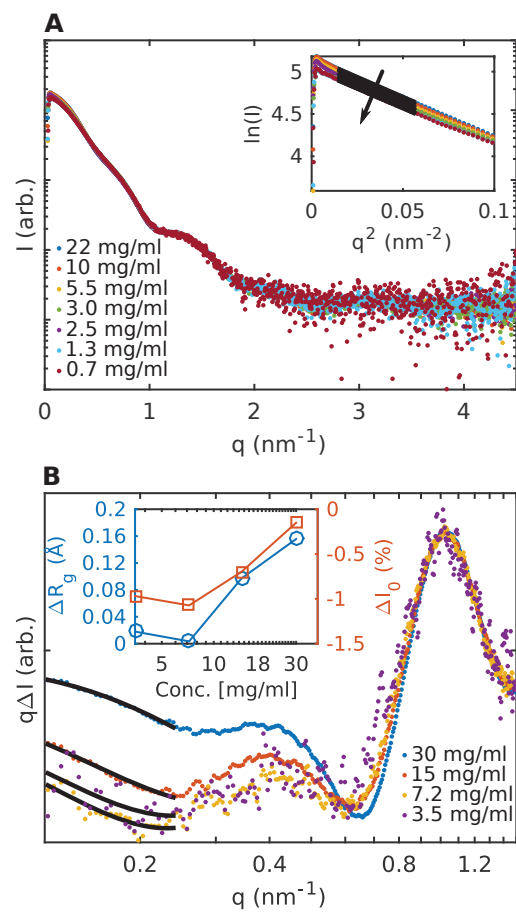 A
I (arb.)
22 mg/ml
10 mg/ml
5.5 mg/ml
3.0 mg/ml
2.5 mg/ml
1.3 mg/ml
0.7 mg/ml
0 1 2 3 4
q (nm-1)
ln(I)
5
4.5
4
0 0.05 0.1
q2 (nm-2)
B
qΔI (arb.)
ΔRg (Å)
0.2
0.16
0.12
0.08
0.04
0
0
-0.5
-1
-1.5
ΔI0 (%)
5 10 18 30
Conc. [mg/ml]
30 mg/ml
15 mg/ml
7.2 mg/ml
3.5 mg/ml
0.2 0.4 0.8 1.2
q (nm-1)